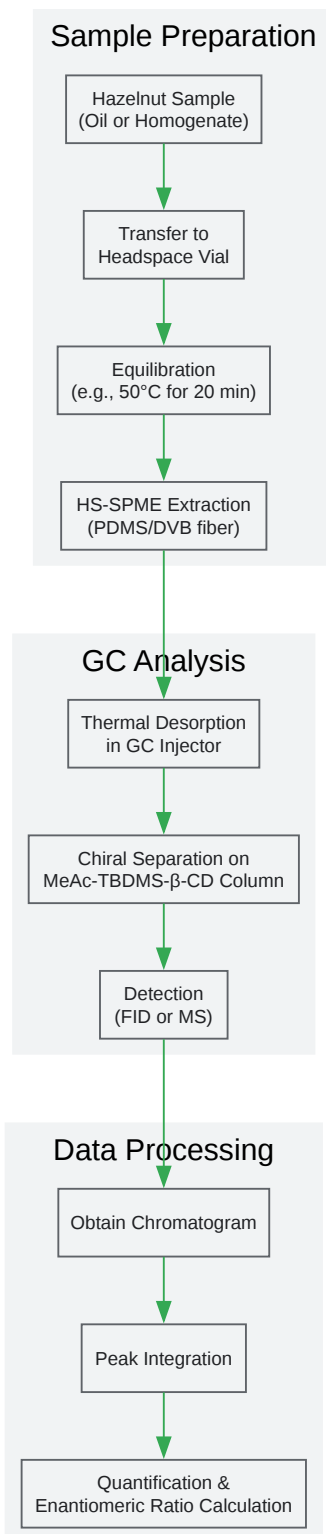 Sample Preparation
Hazelnut Sample
(Oil or Homogenate)
Transfer to
Headspace Vial
Equilibration
(e.g., 50°C for 20 min)
HS-SPME Extraction
(PDMS/DVB fiber)
GC Analysis
Thermal Desorption
in GC Injector
Chiral Separation on
MeAc-TBDMS-β-CD Column
Detection
(FID or MS)
Data Processing
Obtain Chromatogram
Peak Integration
Quantification &
Enantiomeric Ratio Calculation